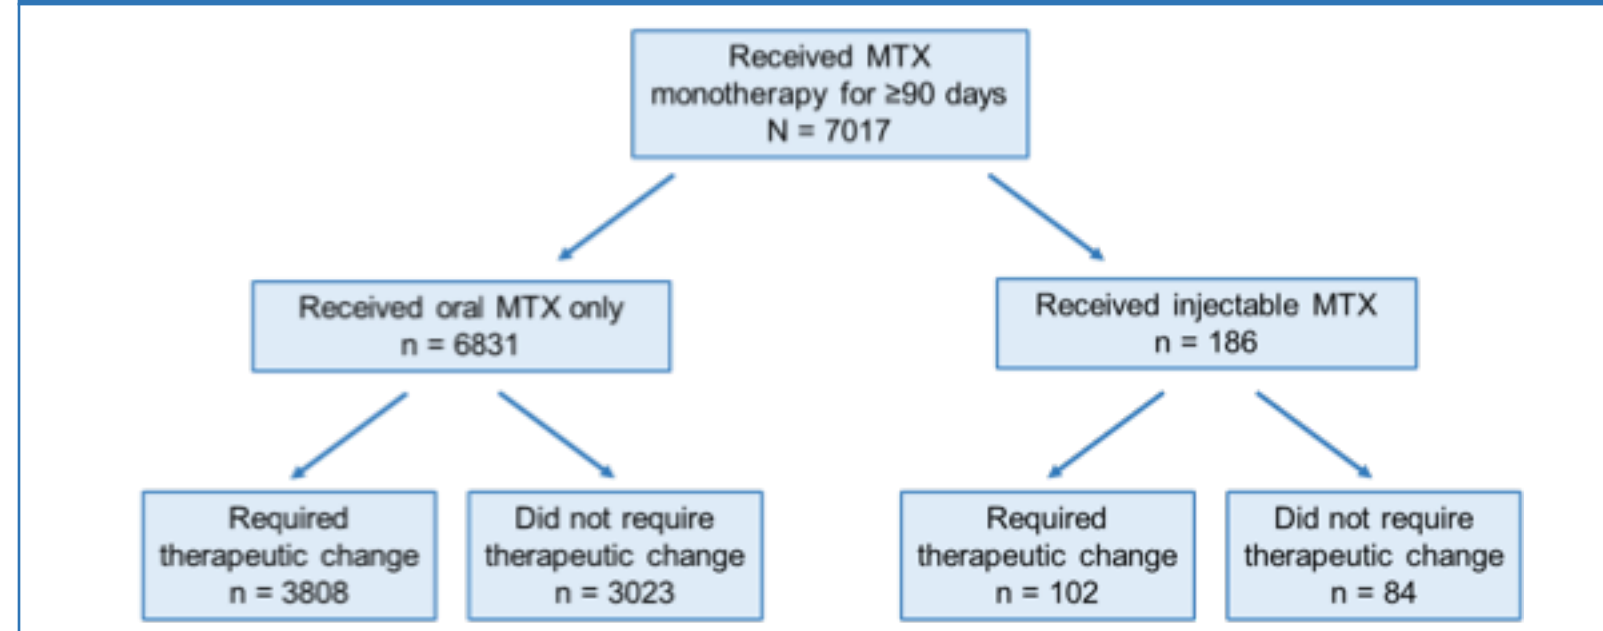 Received MTX
monotherapy for ≥90 days
N = 7017
Received oral MTX only
n = 6831
Received injectable MTX
n = 186
Required
therapeutic change
n = 3808
Did not require
therapeutic change
n = 3023
Required
therapeutic change
n = 102
Did not require
therapeutic change
n = 84